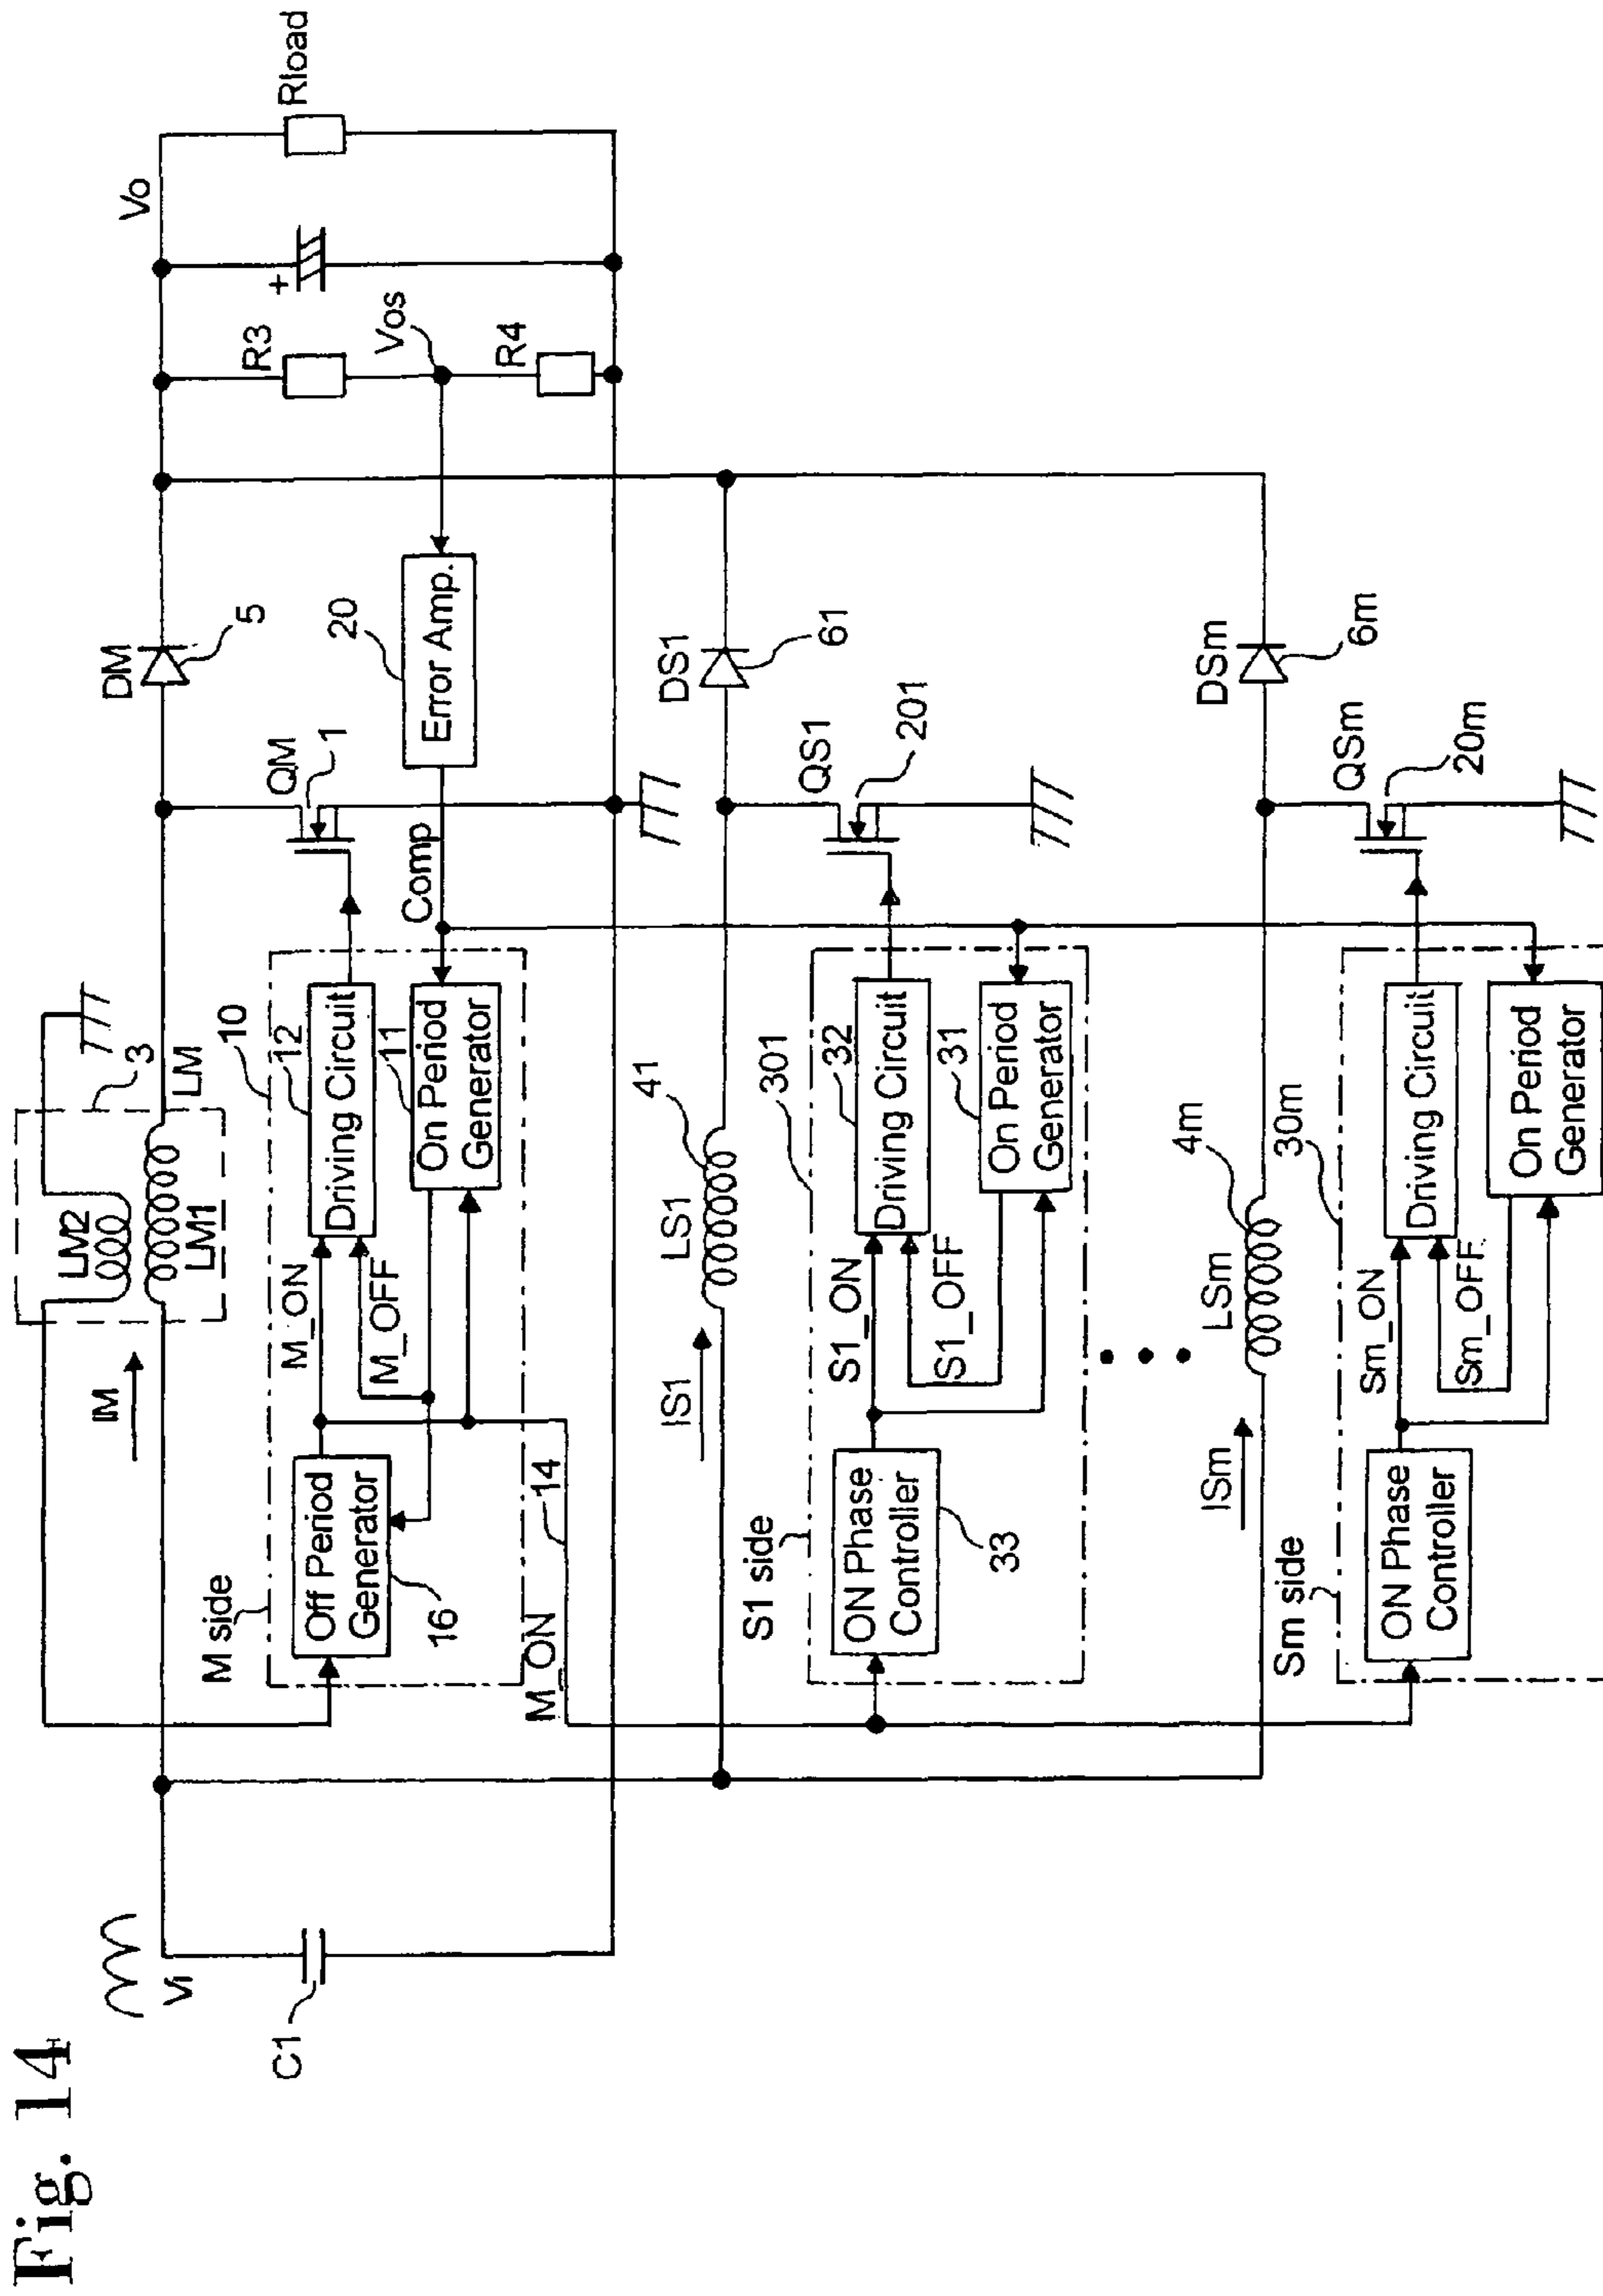 Fig. 14
Vi
C1
LM2
LM1
3
LM
IM
DM
5
Vo
Rload
+
R3
Vos
R4
QM
1
20
Error Amp.
Comp
M side
10
12
Driving Circuit
11
On Period
Generator
M_ON
M_OFF
Off Period
Generator
16
14
M_ON
IS1
LS1
41
DS1
61
QS1
201
S1 side
301
32
Driving Circuit
31
On Period
Generator
S1_ON
S1_OFF
ON Phase
Controller
33
ISm
LSm
4m
DSm
6m
QSm
20m
Sm side
30m
Driving Circuit
On Period
Generator
Sm_ON
Sm_OFF
ON Phase
Controller